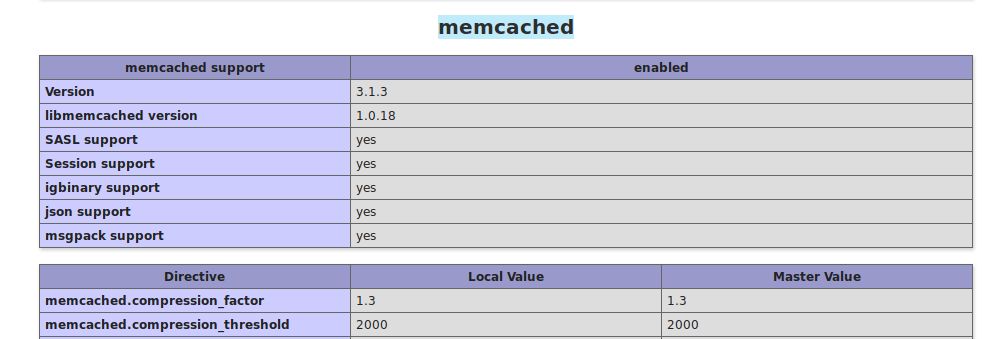 memcached
memcached support enabled
Version 3.1.3
libmemcached version 1.0.18
SASL support yes
Session support yes
igbinary support yes
json support yes
msgpack support yes
Directive Local Value Master Value
memcached.compression_factor 1.3 1.3
memcached.compression_threshold 2000 2000